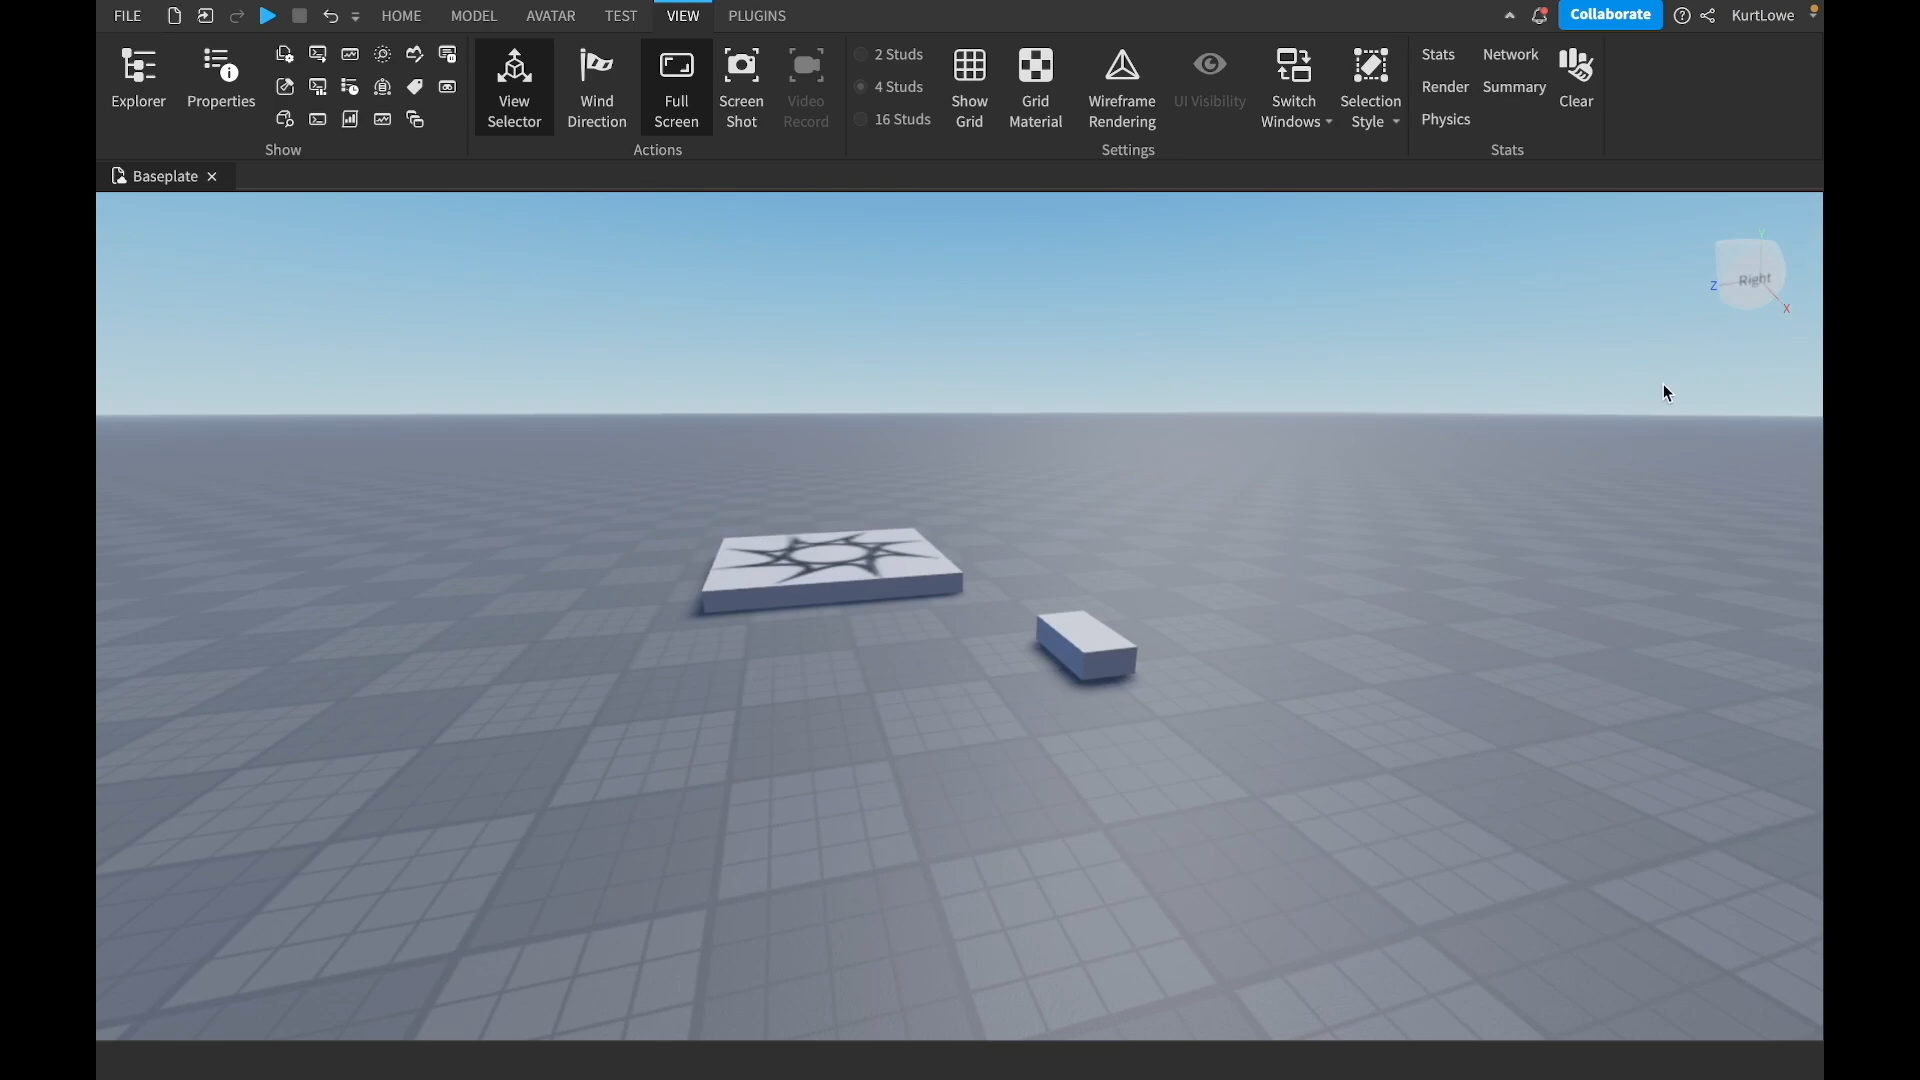 FILE HOME MODEL AVATAR TEST VIEW PLUGINS Collaborate KurtLowe
Explorer
Properties
Show
View Selector
Wind Direction
Full Screen
Screen Shot
Video Record
Actions
2 Studs
4 Studs
16 Studs
Show Grid
Grid Material
Wireframe Rendering
UI Visibility
Switch Windows
Selection Style
Settings
Stats Network
Render Summary
Physics
Clear
Stats
Baseplate
Y
Right
Z
X